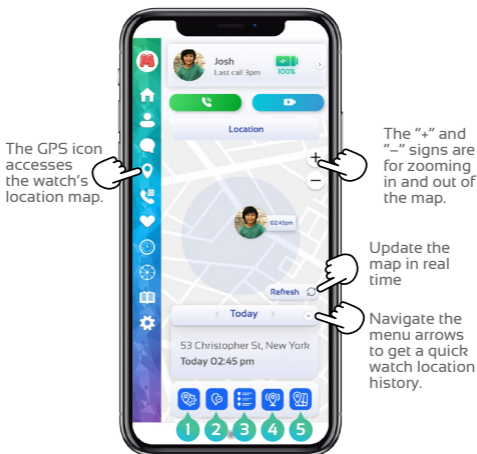 Josh
Last call 3pm
100%
Location
The GPS icon
accesses
the watch's
location map.
The "+" and
"–" signs are
for zooming
in and out of
the map.
+
–
02:45pm
Update the
map in real
time
Refresh
< Today >
Navigate the
menu arrows
to get a quick
watch location
history.
53 Christopher St, New York
Today 02:45 pm
1 2 3 4 5